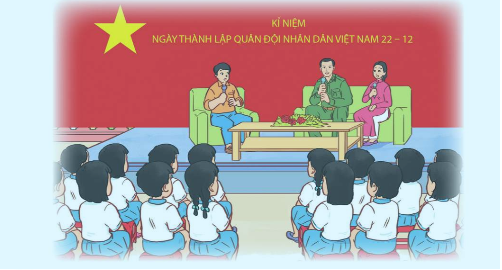 KỈ NIỆM
NGÀY THÀNH LẬP QUÂN ĐỘI NHÂN DÂN VIỆT NAM 22 – 12